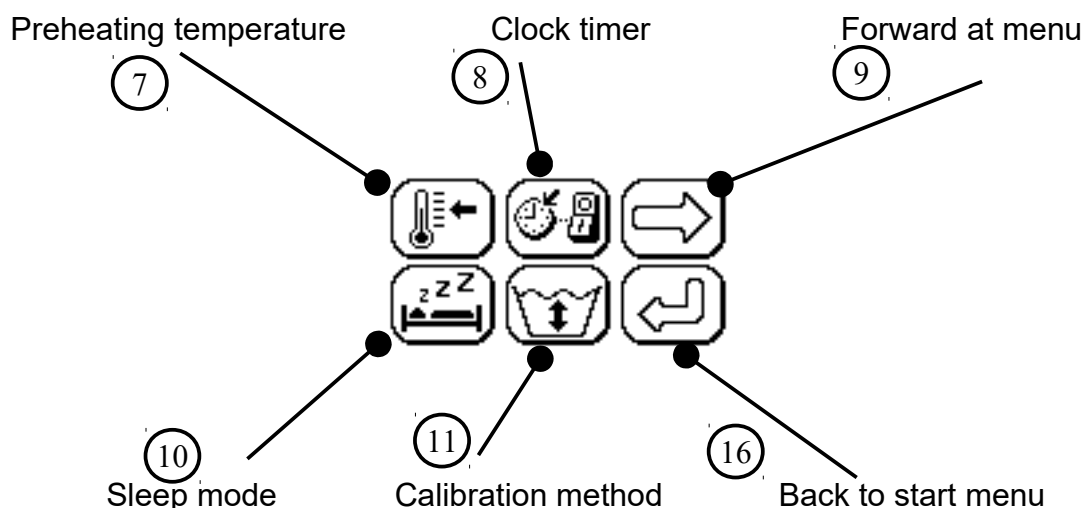 Preheating temperature
Clock timer
Forward at menu
7
8
9
z z Z
10
11
16
Sleep mode
Calibration method
Back to start menu